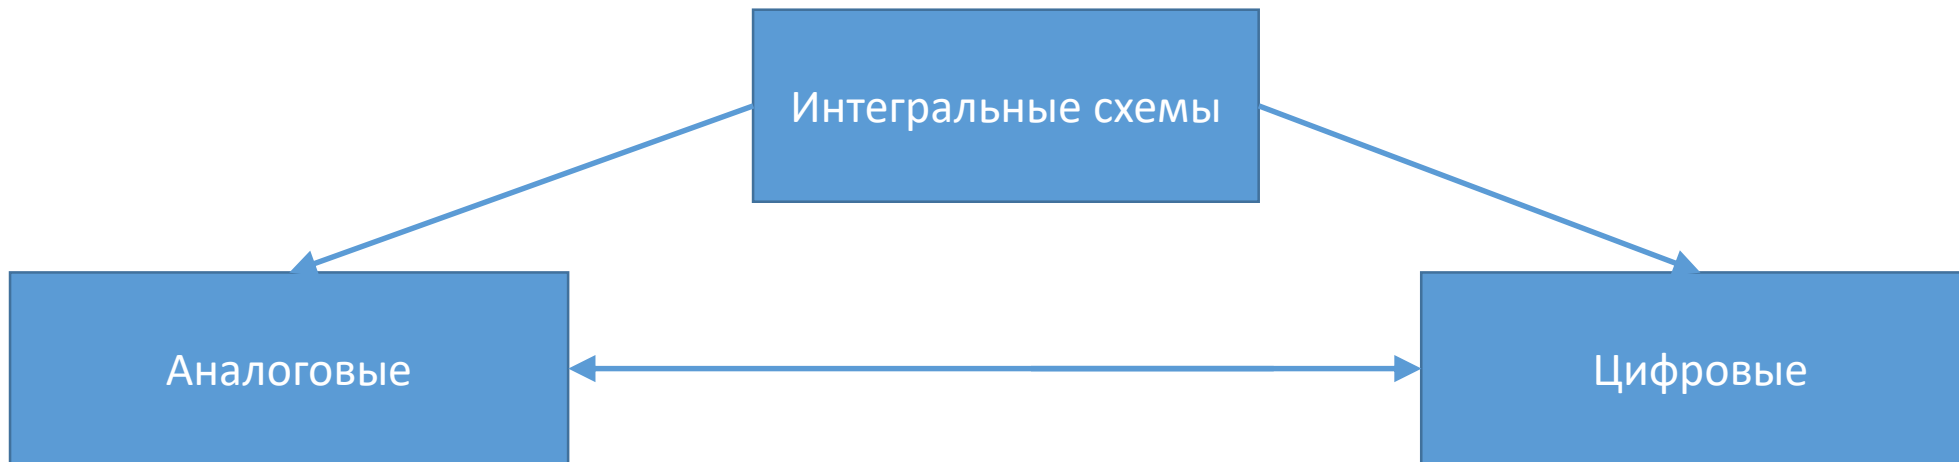 Интегральные схемы
Аналоговые
Цифровые